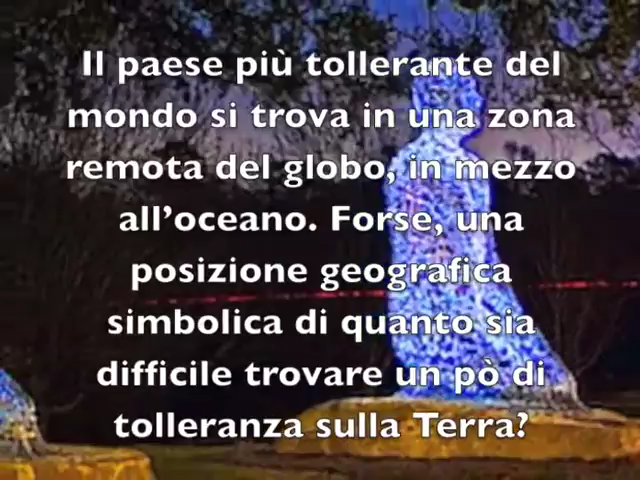 Il paese più tollerante del
mondo si trova in una zona
remota del globo, in mezzo
all’oceano. Forse, una
posizione geografica
simbolica di quanto sia
difficile trovare un pò di
tolleranza sulla Terra?